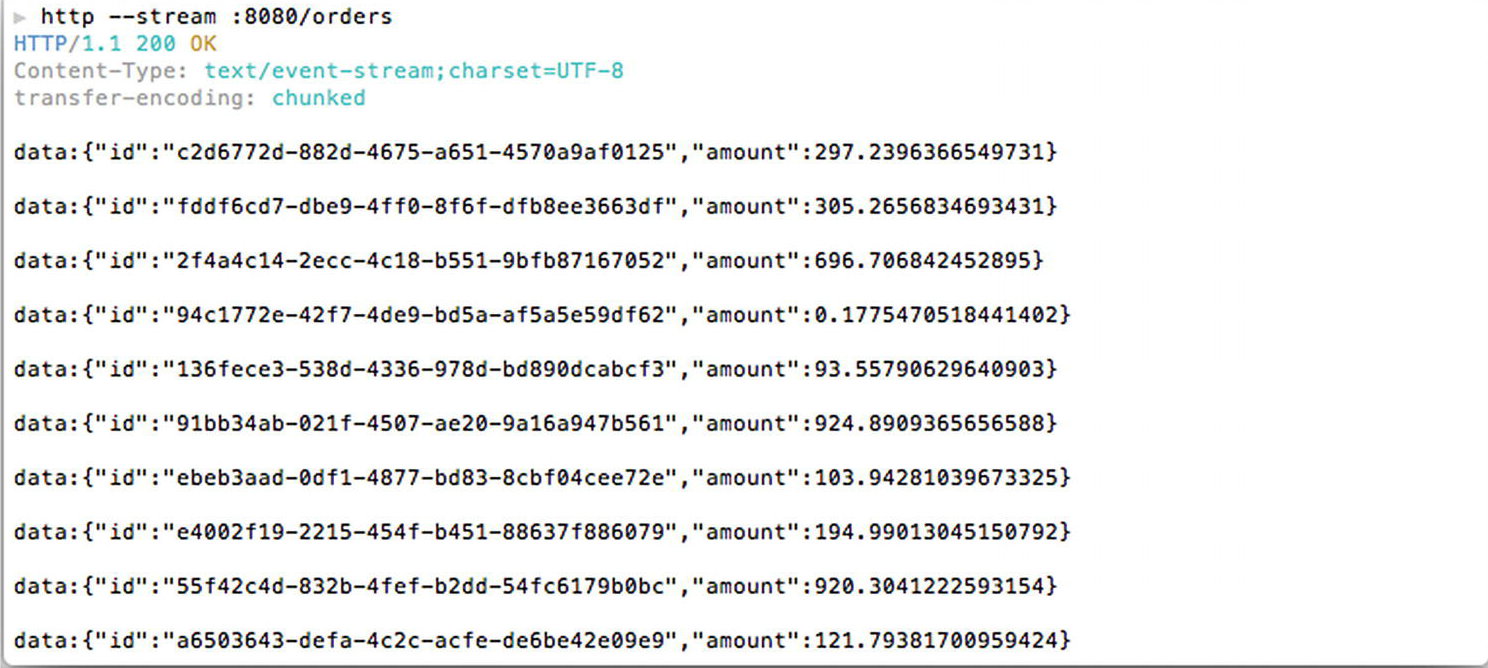 ▶ http --stream :8080/orders
HTTP/1.1 200 OK
Content-Type: text/event-stream;charset=UTF-8
transfer-encoding: chunked
data:{"id":"c2d6772d-882d-4675-a651-4570a9af0125","amount":297.2396366549731}
data:{"id":"fddf6cd7-dbe9-4ff0-8f6f-dfb8ee3663df","amount":305.2656834693431}
data:{"id":"2f4a4c14-2ecc-4c18-b551-9bfb87167052","amount":696.706842452895}
data:{"id":"94c1772e-42f7-4de9-bd5a-af5a5e59df62","amount":0.1775470518441402}
data:{"id":"136fece3-538d-4336-978d-bd890dcabcf3","amount":93.55790629640903}
data:{"id":"91bb34ab-021f-4507-ae20-9a16a947b561","amount":924.8909365656588}
data:{"id":"ebeb3aad-0df1-4877-bd83-8cbf04cee72e","amount":103.94281039673325}
data:{"id":"e4002f19-2215-454f-b451-88637f886079","amount":194.99013045150792}
data:{"id":"55f42c4d-832b-4fef-b2dd-54fc6179b0bc","amount":920.3041222593154}
data:{"id":"a6503643-defa-4c2c-acfe-de6be42e09e9","amount":121.79381700959424}